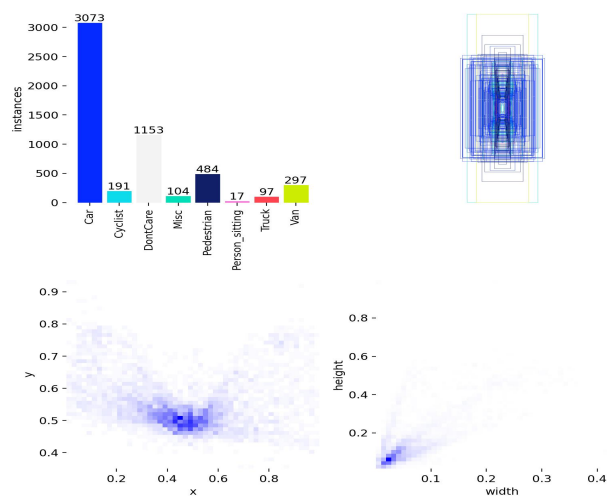 3073
3000
2500
2000
1500
1153
1000
484
500
297
191
104
97
17
0
instances
Car
Cyclist
DontCare
Misc
Pedestrian
Person_sitting
Truck
Van
0.9
0.8
0.7
0.6
0.5
0.4
y
0.2
0.4
0.6
0.8
x
0.8
0.6
0.4
0.2
height
0.1
0.2
0.3
0.4
width